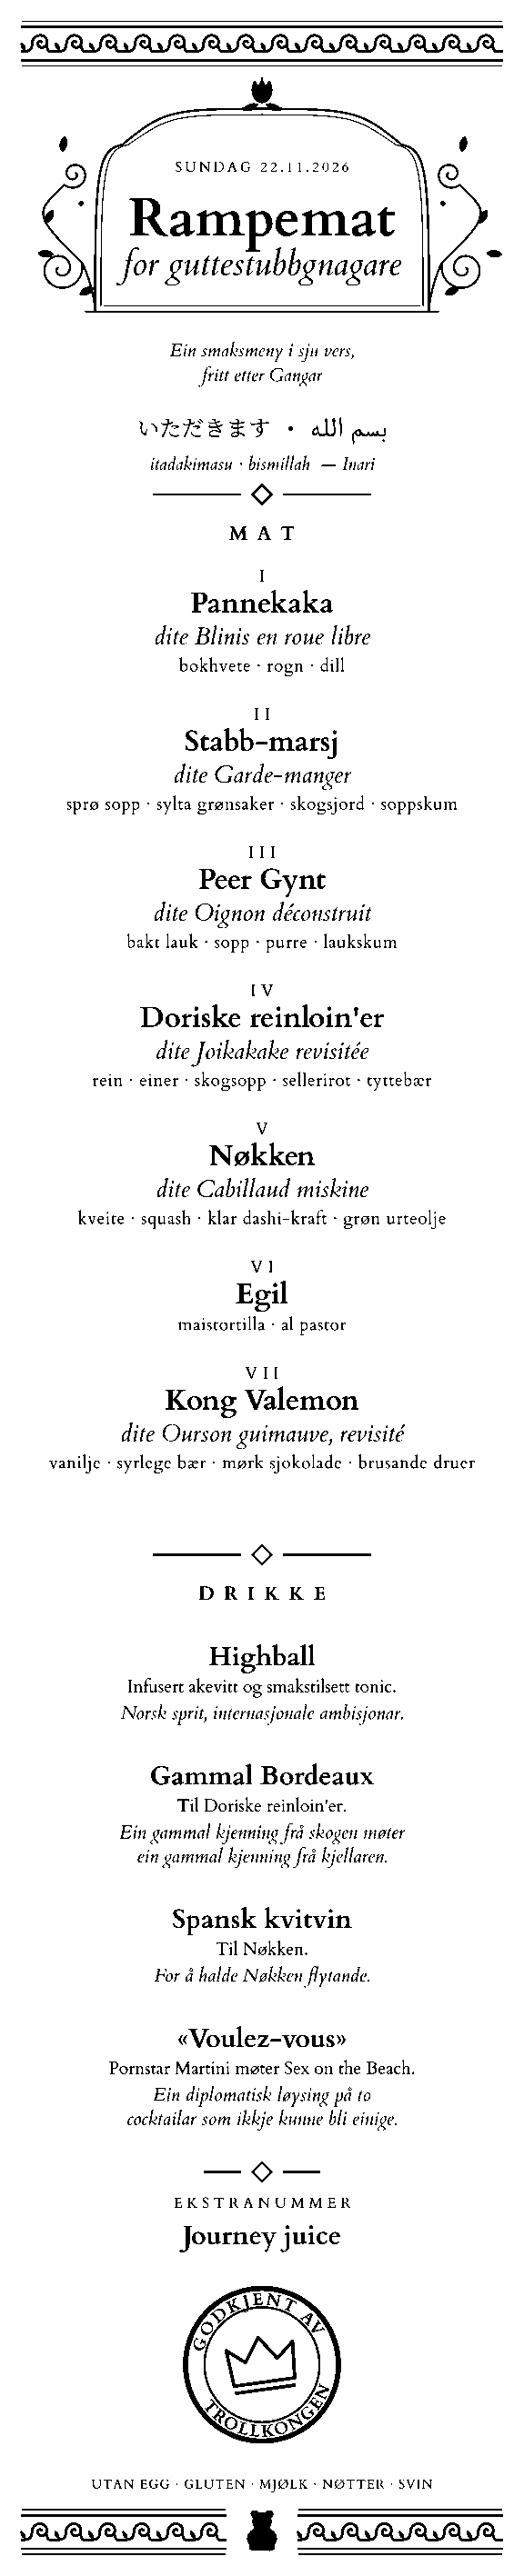 SUNDAG 22.11.2026
Rampemat
for guttestubbgnagare
Ein smaksmeny i sju vers,
fritt etter Gangar
いただきます · بسم الله
itadakimasu · bismillah — Inari
MAT
I
Pannekaka
dite Blinis en roue libre
bokhvete · rogn · dill
II
Stabb-marsj
dite Garde-manger
sprø sopp · sylta grønsaker · skogsjord · soppskum
III
Peer Gynt
dite Oignon déconstruit
bakt lauk · sopp · purre · laukskum
IV
Doriske reinloin'er
dite Joikakake revisitée
rein · einer · skogsopp · sellerirot · tyttebær
V
Nøkken
dite Cabillaud miskine
kveite · squash · klar dashi-kraft · grøn urteolje
VI
Egil
maistortilla · al pastor
VII
Kong Valemon
dite Ourson guimauve, revisité
vanilje · syrlege bær · mørk sjokolade · brusande druer
DRIKKE
Highball
Infusert akevitt og smakstilsett tonic.
Norsk sprit, internasjonale ambisjonar.
Gammal Bordeaux
Til Doriske reinloin'er.
Ein gammal kjenning frå skogen møter
ein gammal kjenning frå kjellaren.
Spansk kvitvin
Til Nøkken.
For å halde Nøkken flytande.
«Voulez-vous»
Pornstar Martini møter Sex on the Beach.
Ein diplomatisk løysing på to
cocktailar som ikkje kunne bli einige.
EKSTRANUMMER
Journey juice
GODKJENT AV
TROLLKONGEN
UTAN EGG · GLUTEN · MJØLK · NØTTER · SVIN